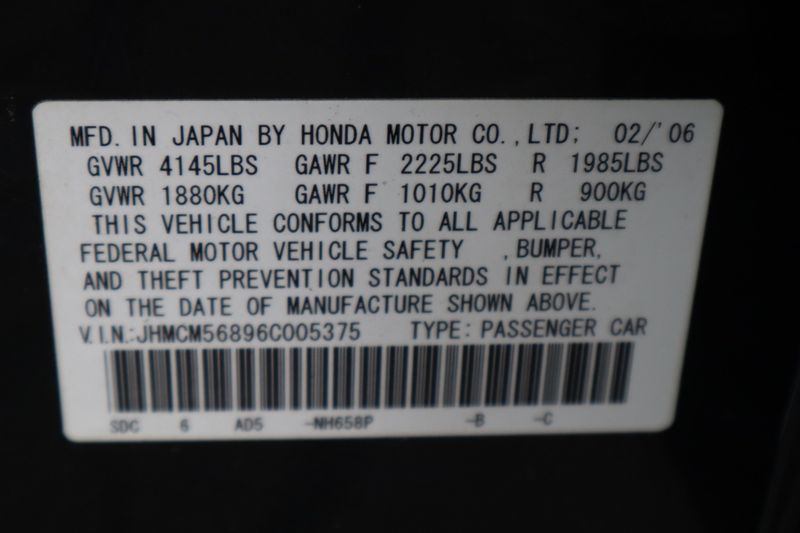 MFD. IN JAPAN BY HONDA MOTOR CO.,LTD; 02/'06
GVWR 4145LBS GAWR F 2225LBS R 1985LBS
GVWR 1880KG GAWR F 1010KG R 900KG
THIS VEHICLE CONFORMS TO ALL APPLICABLE
FEDERAL MOTOR VEHICLE SAFETY ,BUMPER,
AND THEFT PREVENTION STANDARDS IN EFFECT
ON THE DATE OF MANUFACTURE SHOWN ABOVE.
V.I.N.:JHMCM56896C005375 TYPE: PASSENGER CAR
SDC 6 AD5 -NH658P -B -C